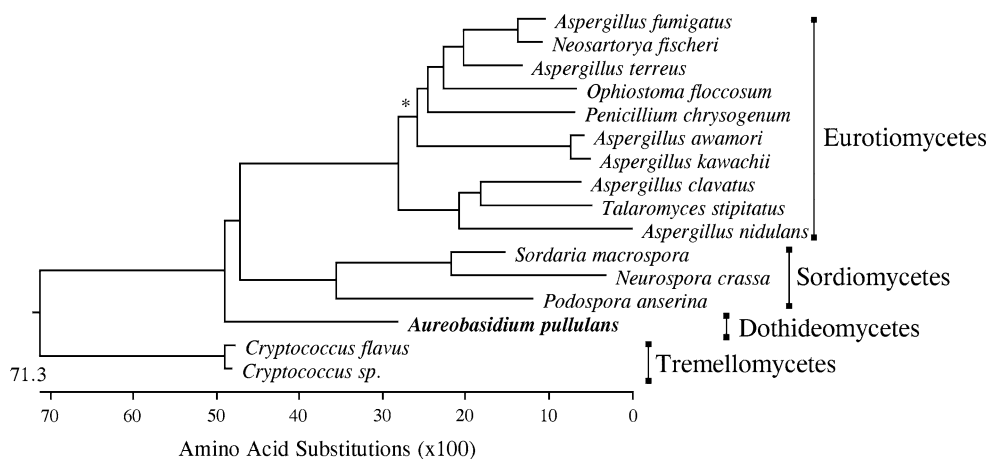 Aspergillus fumigatus
Neosartorya fischeri
Aspergillus terreus
Ophiostoma floccosum
Penicillium chrysogenum
*
Aspergillus awamori
Eurotiomycetes
Aspergillus kawachii
Aspergillus clavatus
Talaromyces stipitatus
Aspergillus nidulans
Sordaria macrospora
Neurospora crassa
Sordiomycetes
Podospora anserina
Aureobasidium pullulans
Dothideomycetes
Cryptococcus flavus
Tremellomycetes
Cryptococcus sp.
71.3
70 60 50 40 30 20 10 0
Amino Acid Substitutions (x100)